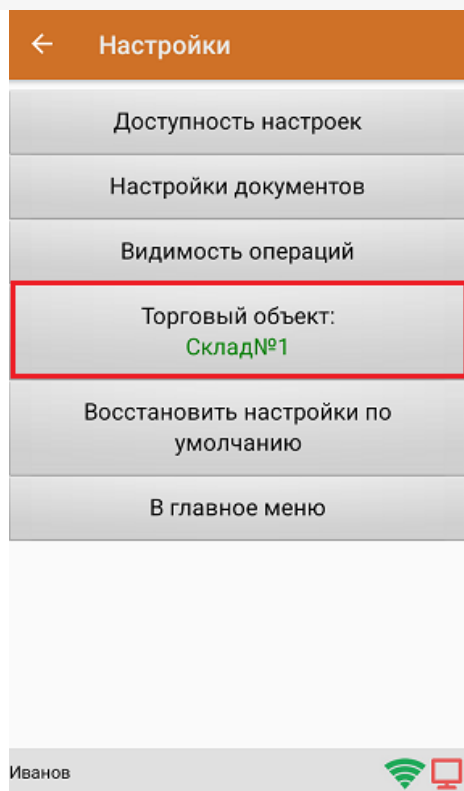 Настройки
Доступность настроек
Настройки документов
Видимость операций
Торговый объект:
Склад№1
Восстановить настройки по
умолчанию
В главное меню
Иванов